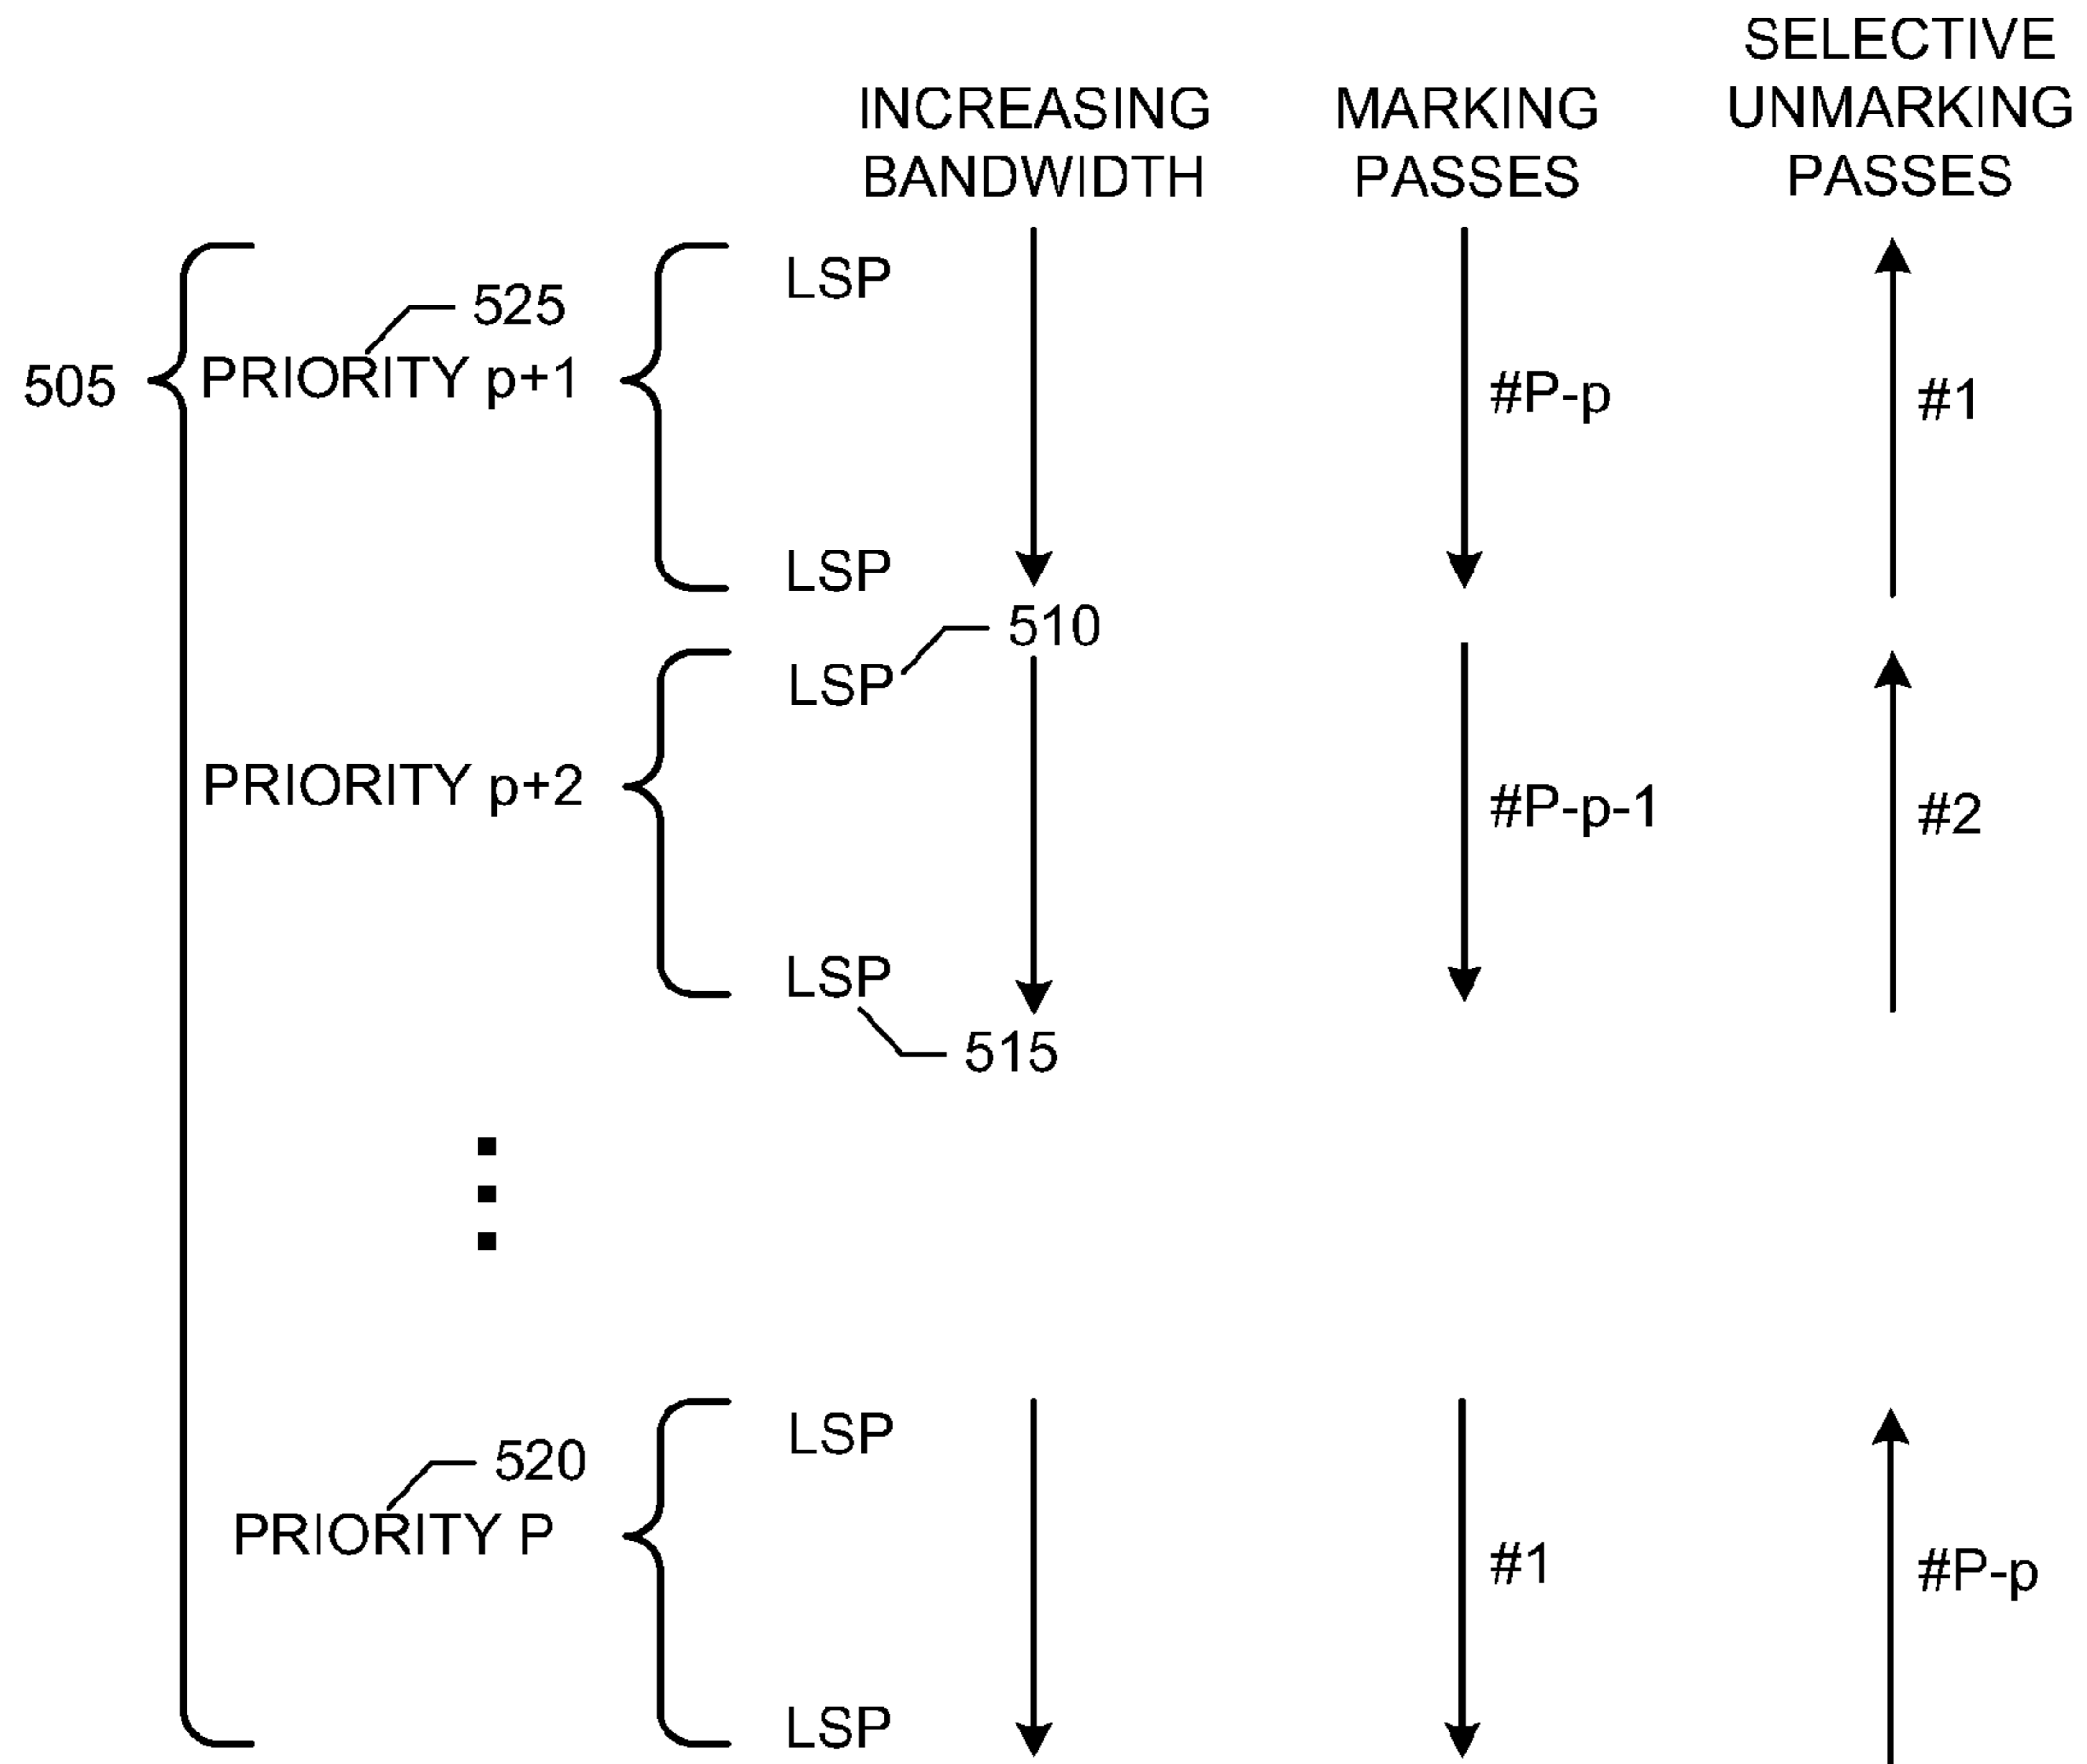 SELECTIVE
UNMARKING
PASSES
INCREASING
BANDWIDTH
MARKING
PASSES
505
525
PRIORITY p+1
LSP
LSP
#P-p
#1
510
LSP
PRIORITY p+2
#P-p-1
#2
LSP
515
520
PRIORITY P
LSP
LSP
#1
#P-p